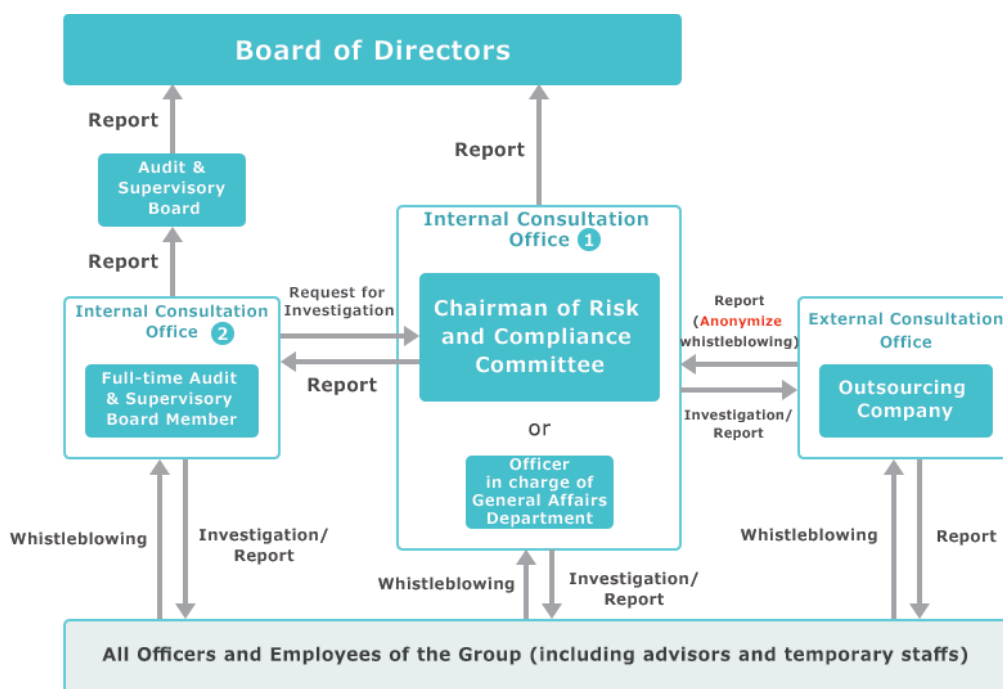 Board of Directors
Report
Report
Audit &
Supervisory
Board
Report
Internal Consultation
Office 1
Chairman of Risk
and Compliance
Committee
or
Officer
in charge of
General Affairs
Department
Internal Consultation
Office 2
Full-time Audit
& Supervisory
Board Member
Request for
Investigation
Report
Report
(Anonymize
whistleblowing)
Investigation/
Report
External Consultation
Office
Outsourcing
Company
Whistleblowing
Investigation/
Report
Whistleblowing
Investigation/
Report
Whistleblowing
Report
All Officers and Employees of the Group (including advisors and temporary staffs)